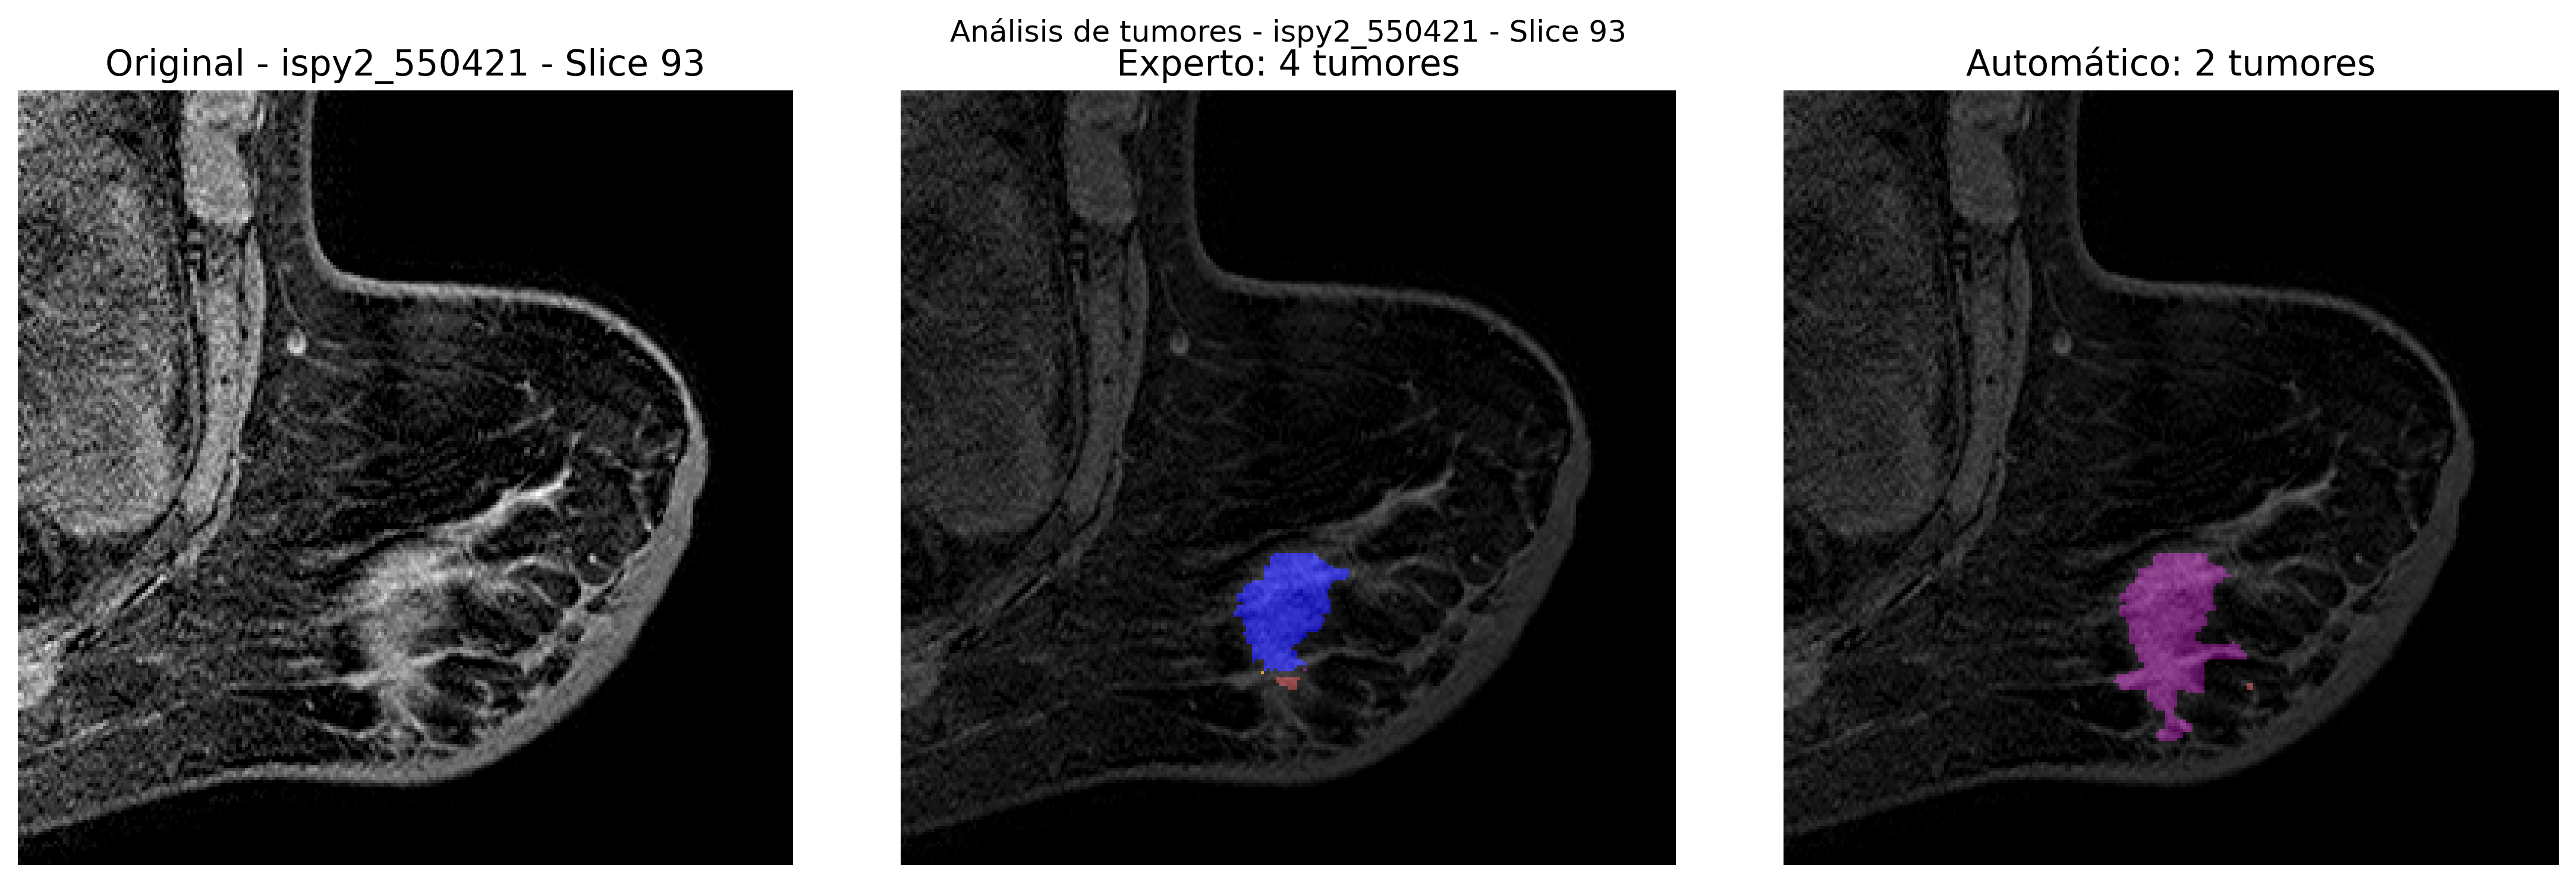 Análisis de tumores - ispy2_550421 - Slice 93
Original - ispy2_550421 - Slice 93
Experto: 4 tumores
Automático: 2 tumores